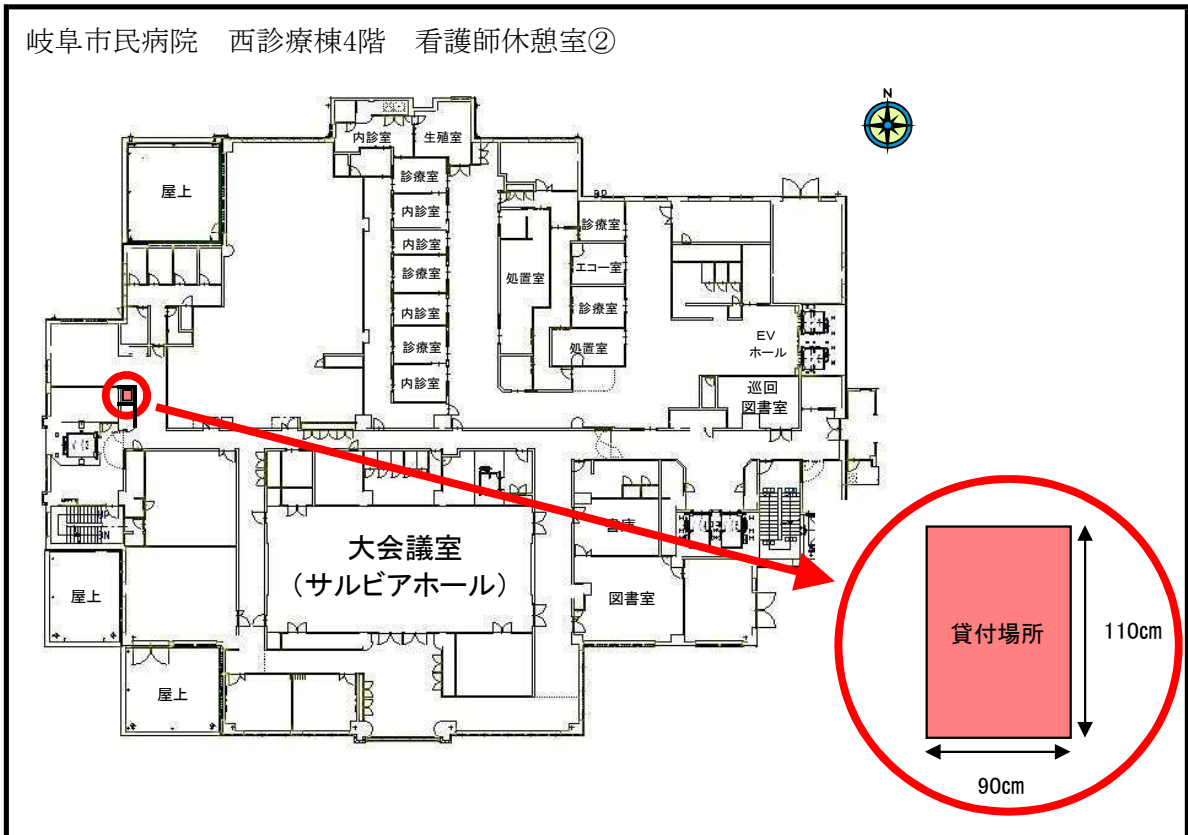 岐阜市民病院　西診療棟4階　看護師休憩室②
N
内診室
生殖室
屋上
診療室
内診室
診療室
内診室
エコー室
診療室
処置室
内診室
診療室
診療室
処置室
内診室
EV
ホール
巡回
図書室
書庫
大会議室
（サルビアホール）
図書室
屋上
屋上
貸付場所
110cm
90cm